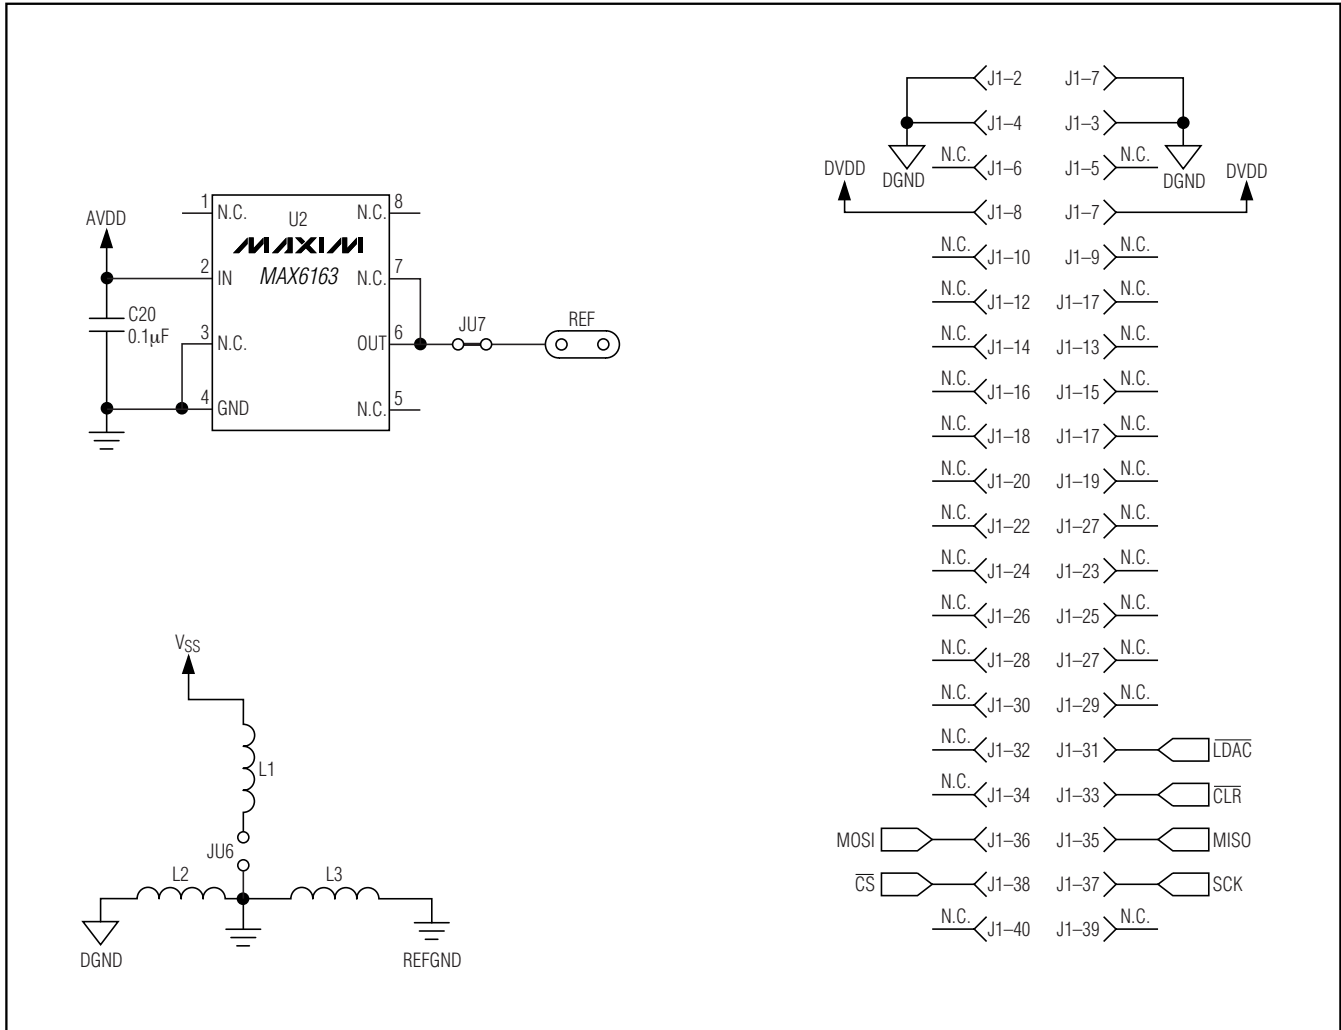 AVDD
C20
0.1µF
1 N.C. U2 N.C. 8
MAXIM
2 IN MAX6163 N.C. 7
3 N.C. OUT 6
4 GND N.C. 5
JU7
REF
VSS
L1
JU6
L2 L3
DGND
REFGND
J1–2 J1–7
J1–4 J1–3
N.C. J1–6 J1–5 N.C.
DVDD DGND DGND DVDD
J1–8 J1–7
N.C. J1–10 J1–9 N.C.
N.C. J1–12 J1–17 N.C.
N.C. J1–14 J1–13 N.C.
N.C. J1–16 J1–15 N.C.
N.C. J1–18 J1–17 N.C.
N.C. J1–20 J1–19 N.C.
N.C. J1–22 J1–27 N.C.
N.C. J1–24 J1–23 N.C.
N.C. J1–26 J1–25 N.C.
N.C. J1–28 J1–27 N.C.
N.C. J1–30 J1–29 N.C.
N.C. J1–32 J1–31 LDAC
N.C. J1–34 J1–33 CLR
MOSI J1–36 J1–35 MISO
CS J1–38 J1–37 SCK
N.C. J1–40 J1–39 N.C.